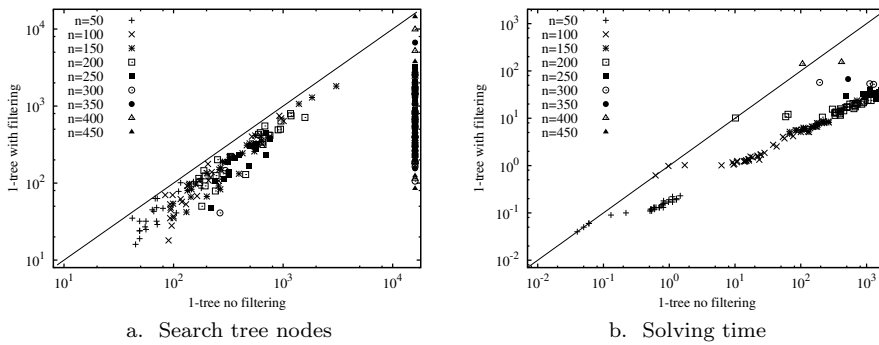 n=50
n=100
n=150
n=200
n=250
n=300
n=350
n=400
n=450
10^4
10^3
10^2
10^1
1-tree with filtering
10^1
10^2
10^3
10^4
1-tree no filtering
a. Search tree nodes
n=50
n=100
n=150
n=200
n=250
n=300
n=350
n=400
n=450
10^3
10^2
10^1
10^0
10^-1
10^-2
1-tree with filtering
10^-2
10^-1
10^0
10^1
10^2
10^3
1-tree no filtering
b. Solving time